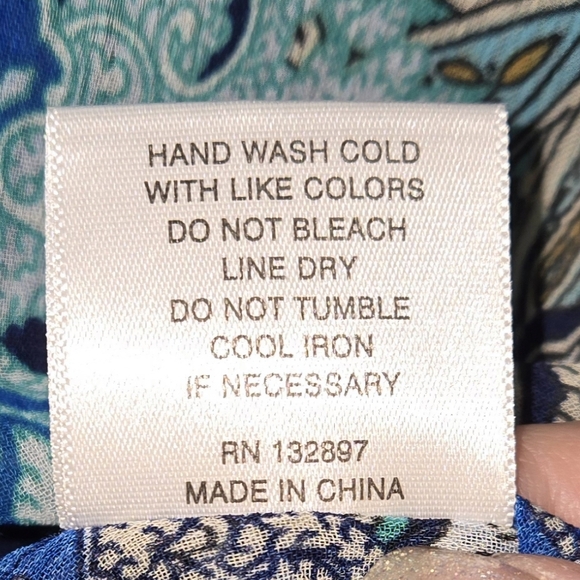 HAND WASH COLD
WITH LIKE COLORS
DO NOT BLEACH
LINE DRY
DO NOT TUMBLE
COOL IRON
IF NECESSARY
RN 132897
MADE IN CHINA